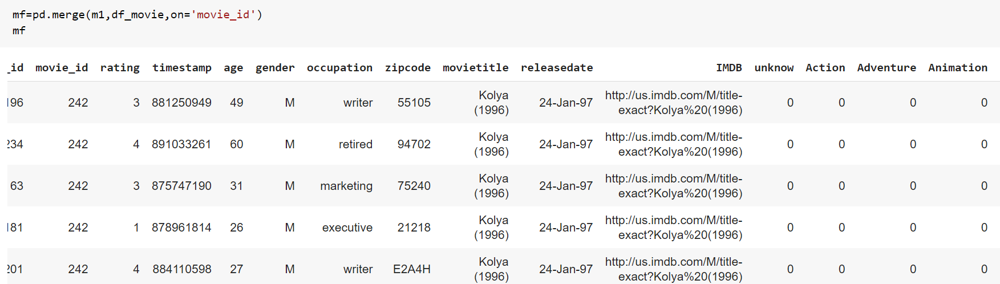 mf=pd.merge(m1,df_movie,on='movie_id')
mf
_id movie_id rating timestamp age gender occupation zipcode movietitle releasedate IMDB unknow Action Adventure Animation
196 242 3 881250949 49 M writer 55105 Kolya (1996) 24-Jan-97 http://us.imdb.com/M/title-exact?Kolya%20(1996) 0 0 0 0
234 242 4 891033261 60 M retired 94702 Kolya (1996) 24-Jan-97 http://us.imdb.com/M/title-exact?Kolya%20(1996) 0 0 0 0
63 242 3 875747190 31 M marketing 75240 Kolya (1996) 24-Jan-97 http://us.imdb.com/M/title-exact?Kolya%20(1996) 0 0 0 0
181 242 1 878961814 26 M executive 21218 Kolya (1996) 24-Jan-97 http://us.imdb.com/M/title-exact?Kolya%20(1996) 0 0 0 0
201 242 4 884110598 27 M writer E2A4H Kolya (1996) 24-Jan-97 http://us.imdb.com/M/title-exact?Kolya%20(1996) 0 0 0 0